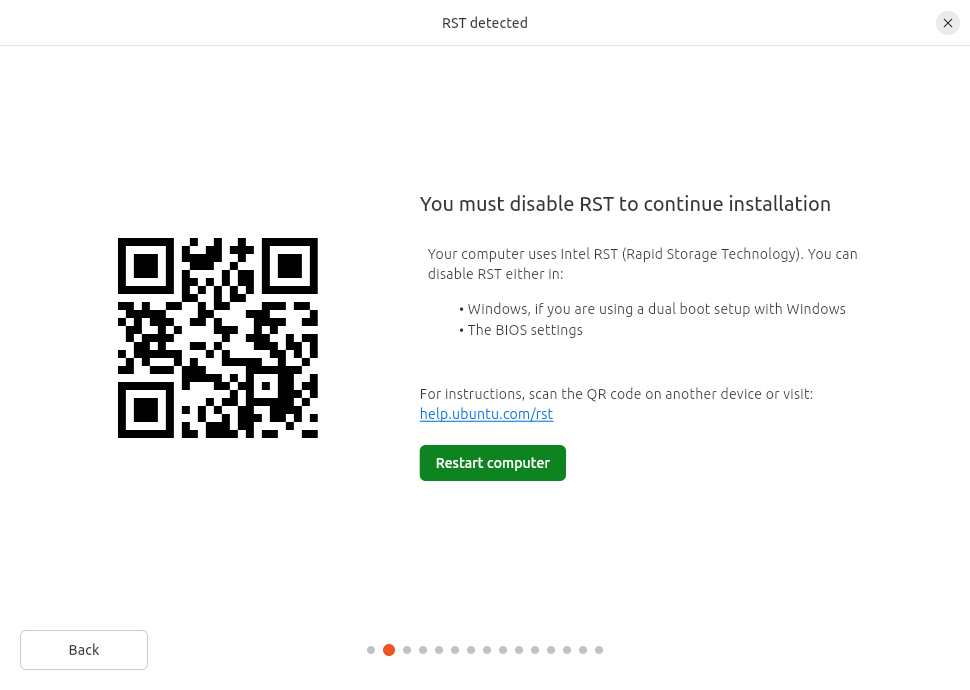 RST detected
You must disable RST to continue installation
Your computer uses Intel RST (Rapid Storage Technology). You can
disable RST either in:
• Windows, if you are using a dual boot setup with Windows
• The BIOS settings
For instructions, scan the QR code on another device or visit:
help.ubuntu.com/rst
Restart computer
Back